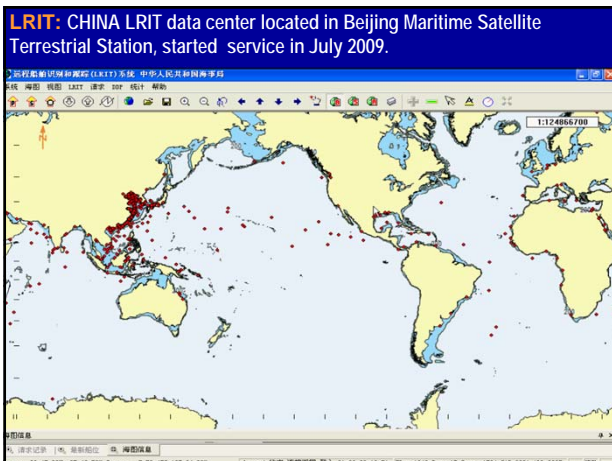 LRIT: CHINA LRIT data center located in Beijing Maritime Satellite
Terrestrial Station, started service in July 2009.
远程船舶识别和跟踪(LRIT)系统 中华人民共和国海事局
系统 海图 视图 LRIT 请求 DDP 统计 帮助
1:124866700
海图信息
请求记录 最新船位 海图信息